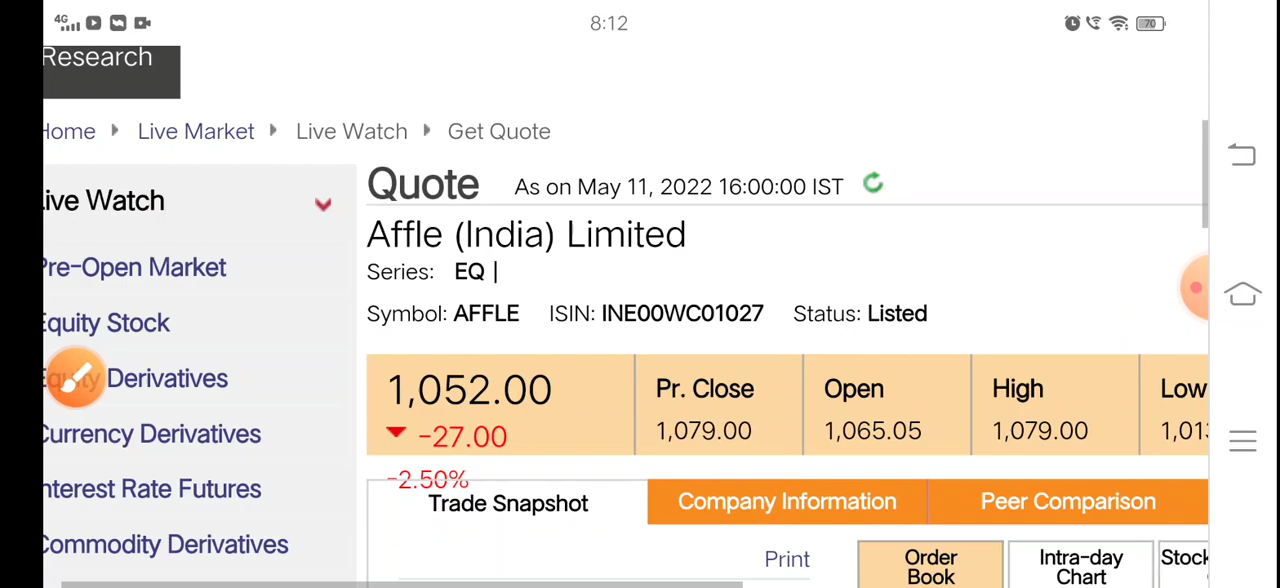 4G 8:12 70
Research
Home Live Market Live Watch Get Quote
Live Watch
Pre-Open Market
Equity Stock
Equity Derivatives
Currency Derivatives
Interest Rate Futures
Commodity Derivatives
Quote As on May 11, 2022 16:00:00 IST
Affle (India) Limited
Series: EQ |
Symbol: AFFLE ISIN: INE00WC01027 Status: Listed
1,052.00 Pr. Close Open High Low
-27.00 1,079.00 1,065.05 1,079.00
-2.50%
Trade Snapshot Company Information Peer Comparison
Print Order Book Intra-day Chart Stock